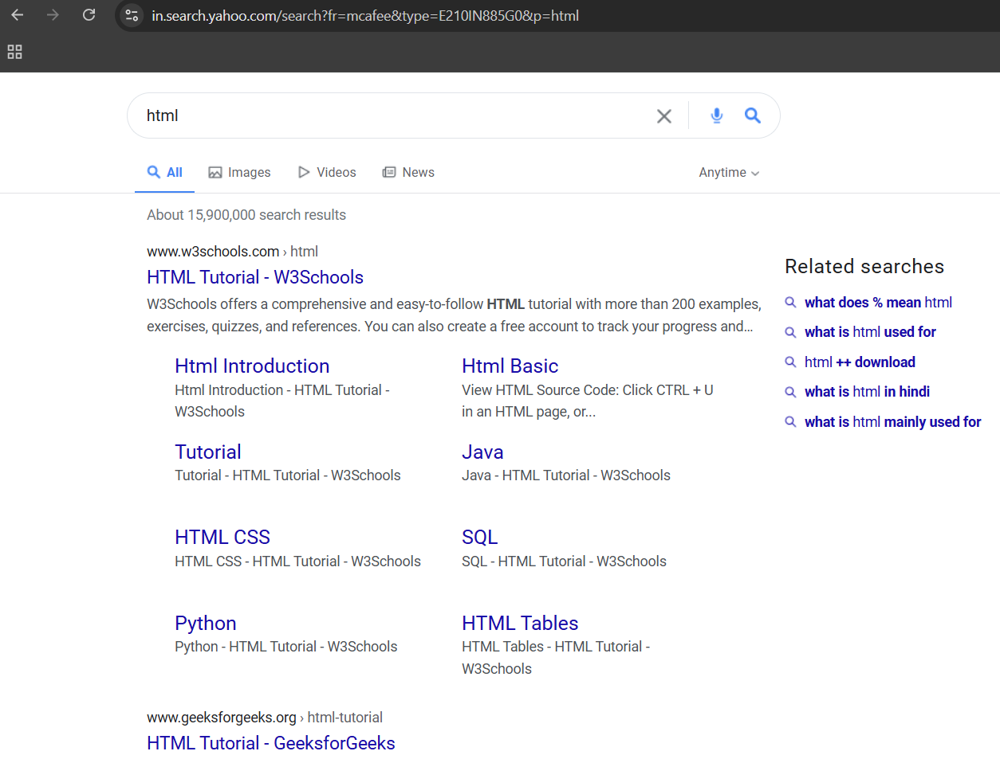 in.search.yahoo.com/search?fr=mcafee&type=E210IN885G0&p=html
html
All
Images
Videos
News
Anytime
About 15,900,000 search results
www.w3schools.com › html
HTML Tutorial - W3Schools
W3Schools offers a comprehensive and easy-to-follow HTML tutorial with more than 200 examples,
exercises, quizzes, and references. You can also create a free account to track your progress and...
Html Introduction
Html Introduction - HTML Tutorial -
W3Schools
Html Basic
View HTML Source Code: Click CTRL + U
in an HTML page, or...
Tutorial
Tutorial - HTML Tutorial - W3Schools
Java
Java - HTML Tutorial - W3Schools
HTML CSS
HTML CSS - HTML Tutorial - W3Schools
SQL
SQL - HTML Tutorial - W3Schools
Python
Python - HTML Tutorial - W3Schools
HTML Tables
HTML Tables - HTML Tutorial -
W3Schools
www.geeksforgeeks.org › html-tutorial
HTML Tutorial - GeeksforGeeks
Related searches
what does % mean html
what is html used for
html ++ download
what is html in hindi
what is html mainly used for